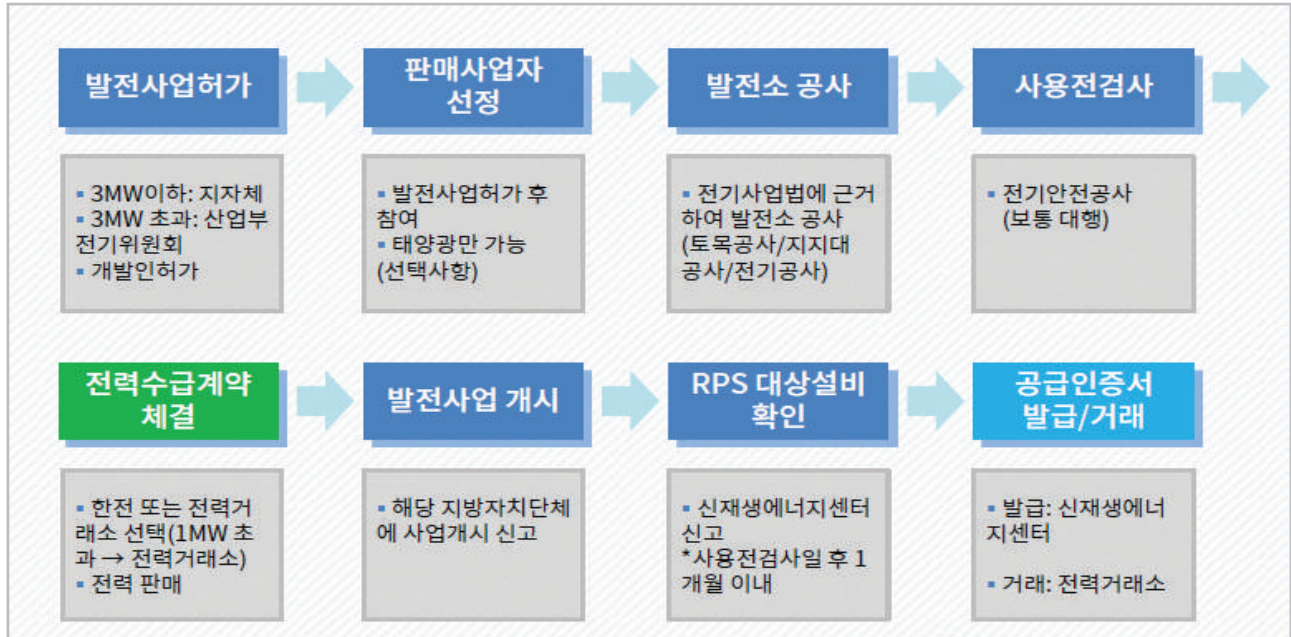 발전사업허가
판매사업자
선정
발전소 공사
사용전검사
▪ 3MW이하: 지자체
▪ 3MW 초과: 산업부
전기위원회
▪ 개발인허가
▪ 발전사업허가 후
참여
▪ 태양광만 가능
(선택사항)
▪ 전기사업법에 근거
하여 발전소 공사
(토목공사/지지대
공사/전기공사)
▪ 전기안전공사
(보통 대행)
전력수급계약
체결
발전사업 개시
RPS 대상설비
확인
공급인증서
발급/거래
▪ 한전 또는 전력거
래소 선택(1MW 초
과 → 전력거래소)
▪ 전력 판매
▪ 해당 지방자치단체
에 사업개시 신고
▪ 신재생에너지센터
신고
*사용전검사일 후 1
개월 이내
▪ 발급: 신재생에너
지센터
▪ 거래: 전력거래소